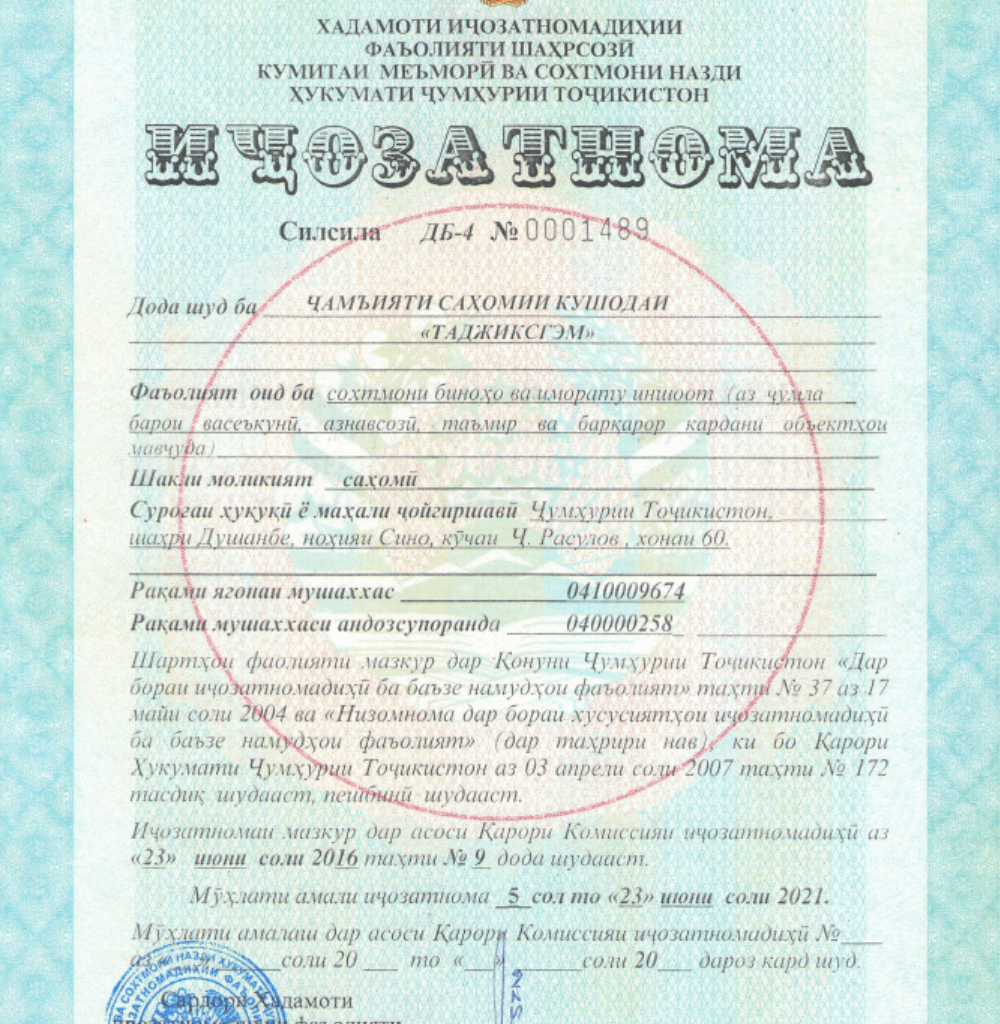 ХАДАМОТИ ИҶОЗАТНОМАДИҲИИ
ФАЪОЛИЯТИ ШАҲРСОЗӢ
КУМИТАИ МЕЪМОРӢ ВА СОХТМОНИ НАЗДИ
ҲУКУМАТИ ҶУМҲУРИИ ТОҶИКИСТОН
ИҶОЗАТНОМА
Силсила ДБ-4 № 0001489
Дода шуд ба ҶАМЪИЯТИ САҲОМИИ КУШОДАИ
«ТАДЖИКСГЭМ»
Фаъолият оид ба сохтмони биноҳо ва иморату иншоот (аз ҷумла
барои васеъкунӣ, азнавсозӣ, таъмир ва барқарор кардани объектҳои
мавҷуда)
Шакли моликият саҳомӣ
Суроғаи ҳуқуқӣ ё маҳали ҷойгиршавӣ Ҷумҳурии Тоҷикистон,
шаҳри Душанбе, ноҳияи Сино, кӯчаи Ҷ. Расулов , хонаи 60.
Рақами ягонаи мушаххас 0410009674
Рақами мушаххаси андозсупоранда 040000258
Шартҳои фаолияти мазкур дар Қонуни Ҷумҳурии Тоҷикистон «Дар
бораи иҷозатномадиҳӣ ба баъзе намудҳои фаъолият» таҳти № 37 аз 17
майи соли 2004 ва «Низомнома дар бораи хусусиятҳои иҷозатномадиҳӣ
ба баъзе намудҳои фаъолият» (дар таҳрири нав), ки бо Қарори
Ҳукумати Ҷумҳурии Тоҷикистон аз 03 апрели соли 2007 таҳти № 172
тасдиқ шудааст, пешбинӣ шудааст.
Иҷозатномаи мазкур дар асоси Қарори Комиссияи иҷозатномадиҳӣ аз
«23» июни соли 2016 таҳти № 9 дода шудааст.
Мӯҳлати амали иҷозатнома 5 сол то «23» июни соли 2021.
Мӯҳлати амалаш дар асоси Қарори Комиссияи иҷозатномадиҳӣ №
аз « » соли 20 то « » соли 20 дароз кард шуд.
Сардори Хадамоти